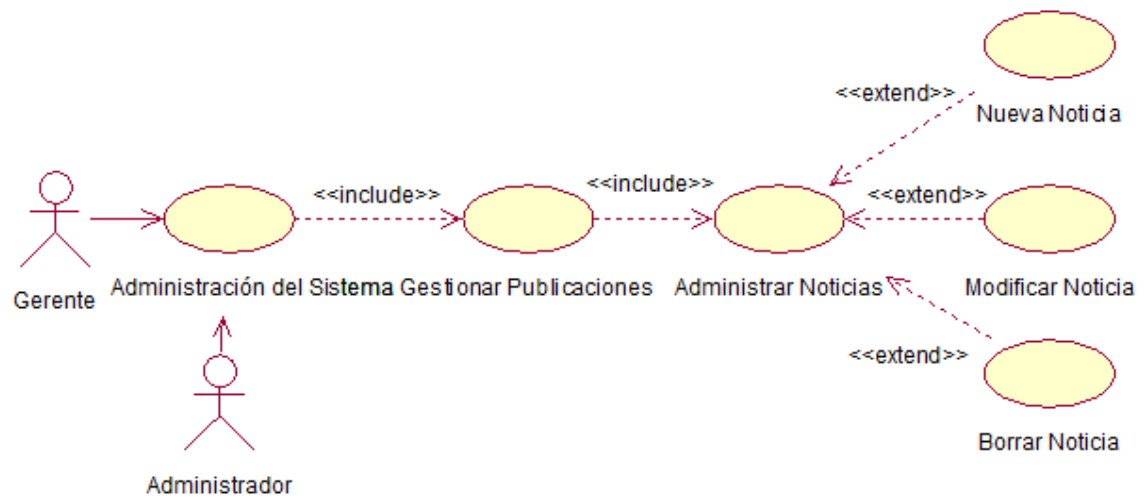 <<extend>>
Nueva Noticia
<<include>>
<<include>>
<<extend>>
Gerente
Administración del Sistema
Gestionar Publicaciones
Administrar Noticias
Modificar Noticia
<<extend>>
Borrar Noticia
Administrador